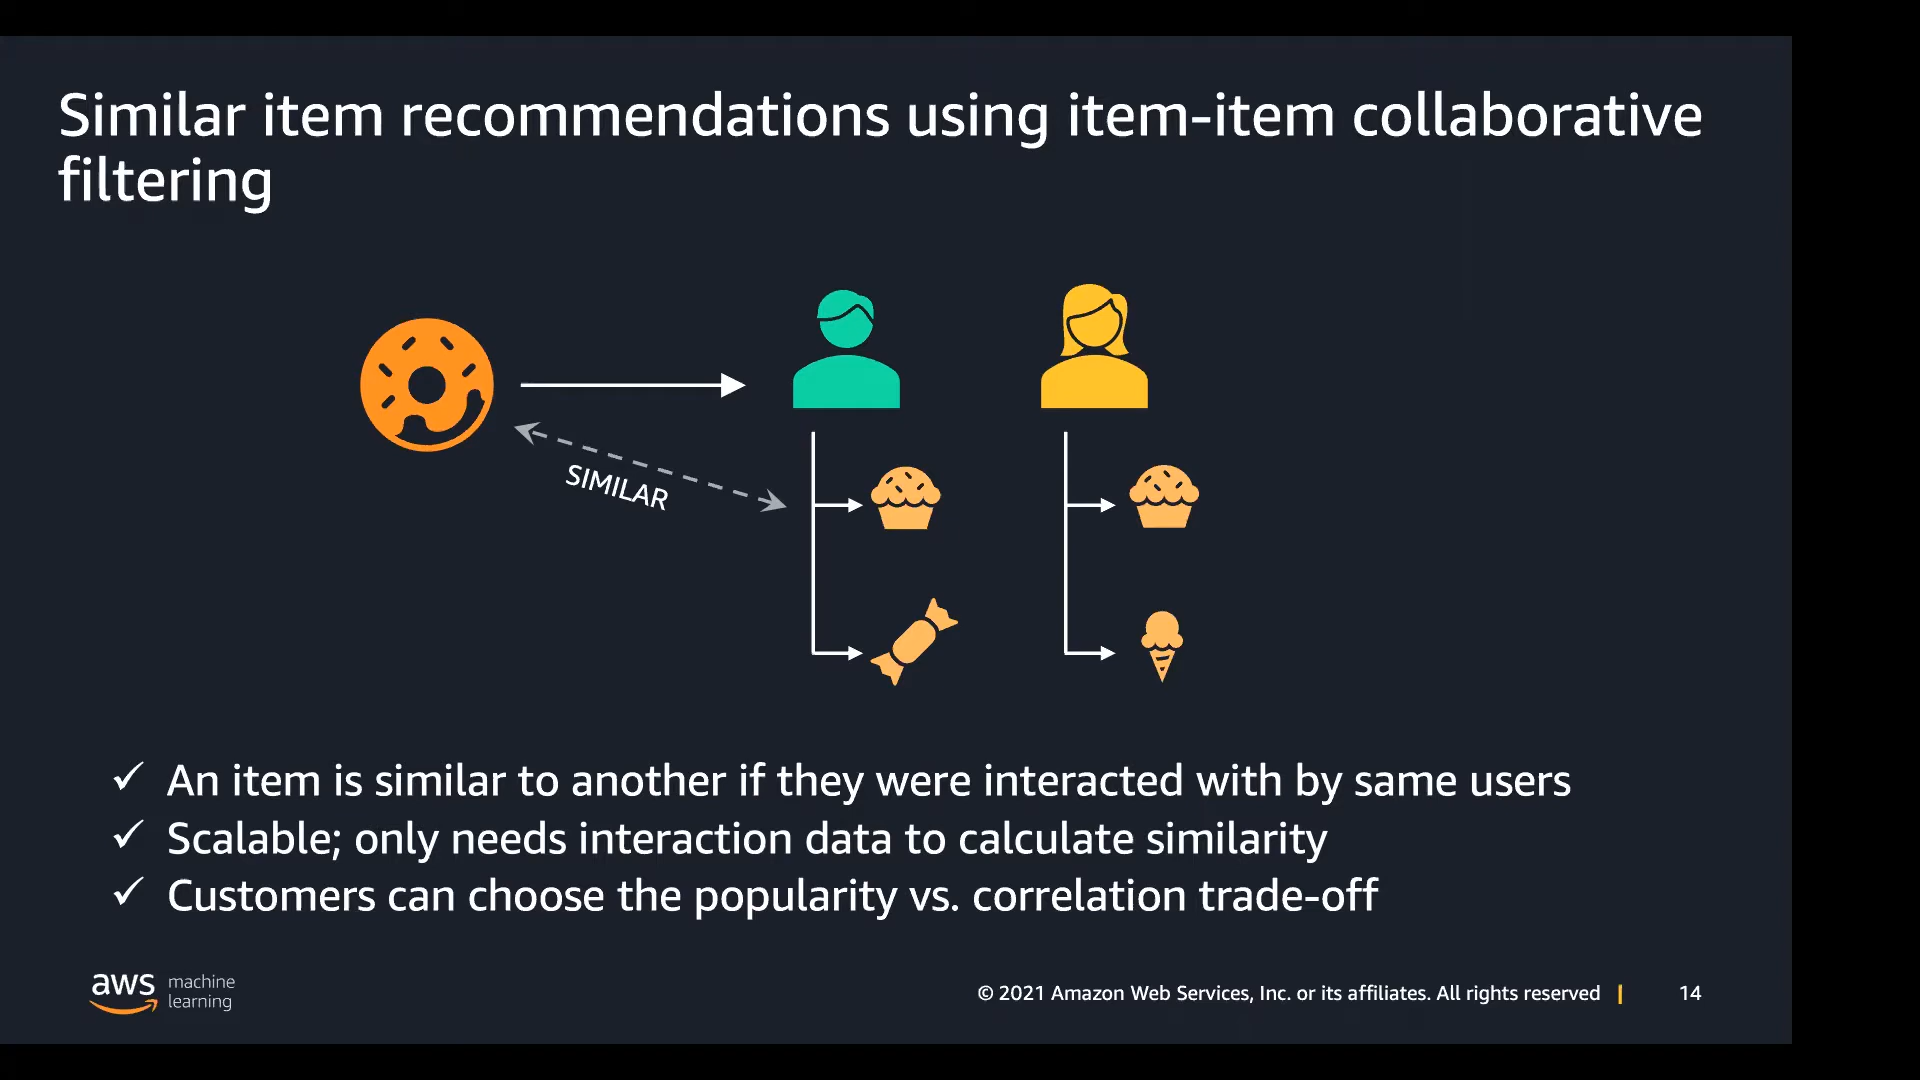 Similar item recommendations using item-item collaborative
filtering
SIMILAR
✓ An item is similar to another if they were interacted with by same users
✓ Scalable; only needs interaction data to calculate similarity
✓ Customers can choose the popularity vs. correlation trade-off
aws machine
learning
© 2021 Amazon Web Services, Inc. or its affiliates. All rights reserved | 14